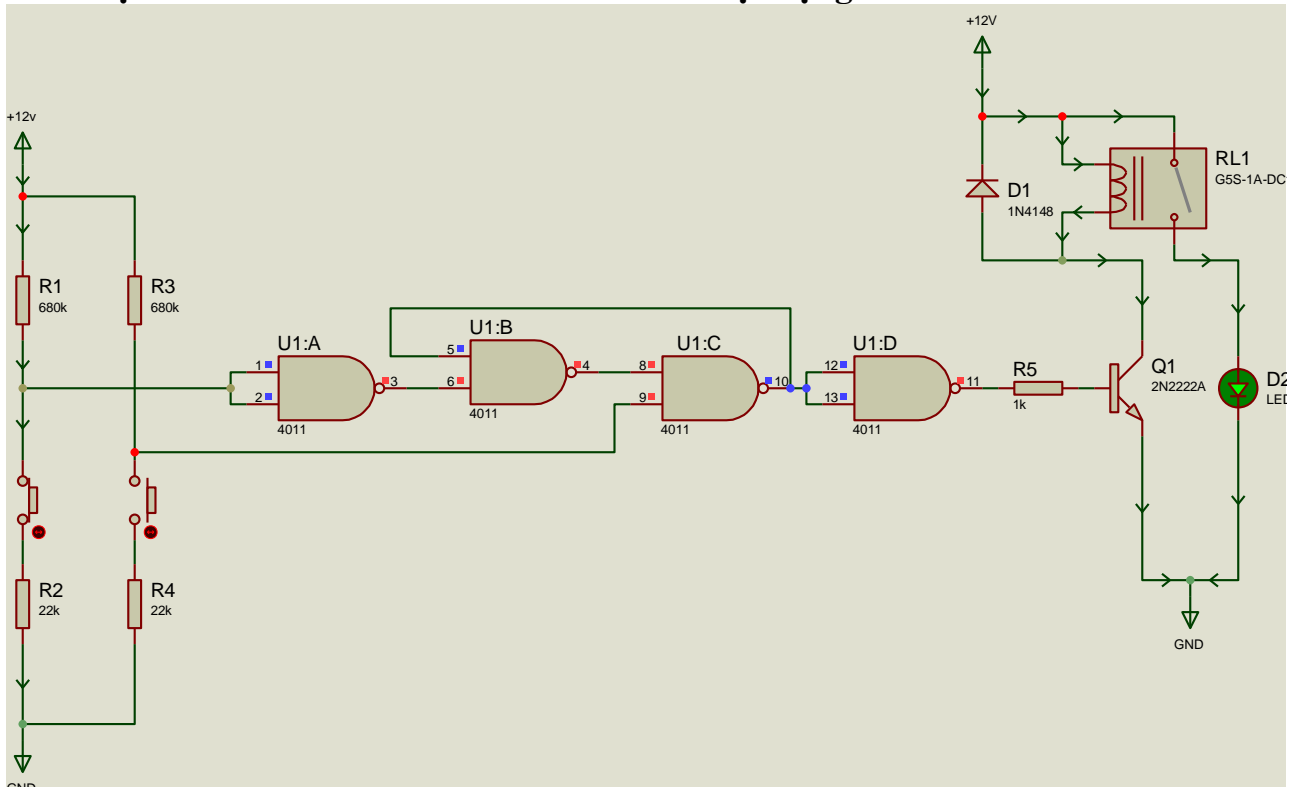 +12V
+12v
RL1
G5S-1A-DC
D1
1N4148
R1
680k
R3
680k
U1:A
1
2
3
4011
U1:B
5
6
4
4011
U1:C
8
9
10
4011
U1:D
12
13
11
4011
R5
1k
Q1
2N2222A
D2
LED
R2
22k
R4
22k
GND
GND